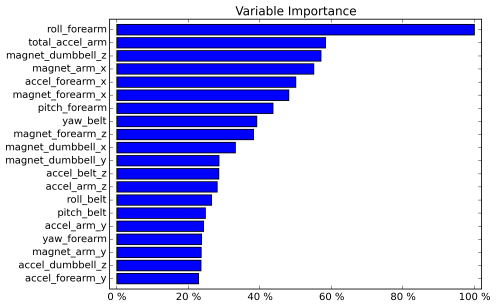 Variable Importance
roll_forearm
total_accel_arm
magnet_dumbbell_z
magnet_arm_x
accel_forearm_x
magnet_forearm_x
pitch_forearm
yaw_belt
magnet_forearm_z
magnet_dumbbell_x
magnet_dumbbell_y
accel_belt_z
accel_arm_z
roll_belt
pitch_belt
accel_arm_y
yaw_forearm
magnet_arm_y
accel_dumbbell_z
accel_forearm_y
0 % 20 % 40 % 60 % 80 % 100 %